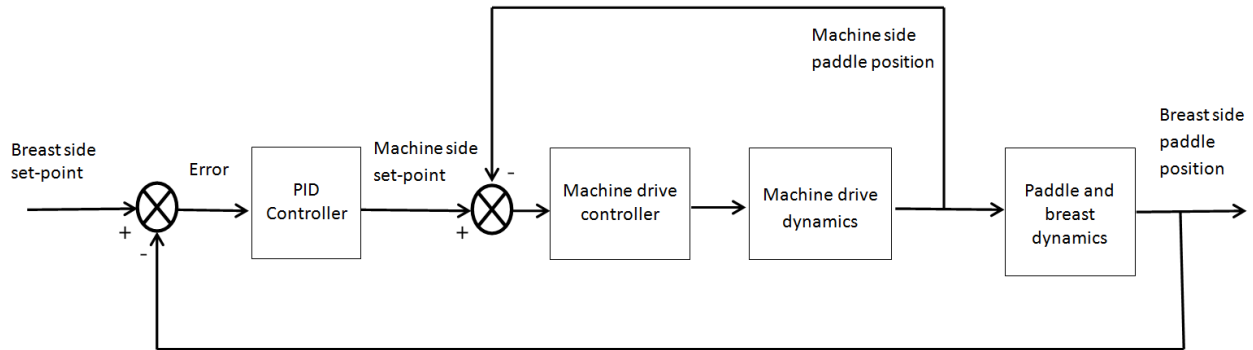 Breast side
set-point
+
-
Error
PID
Controller
Machine side
set-point
+
-
Machine drive
controller
Machine drive
dynamics
Machine side
paddle position
Paddle and
breast
dynamics
Breast side
paddle
position